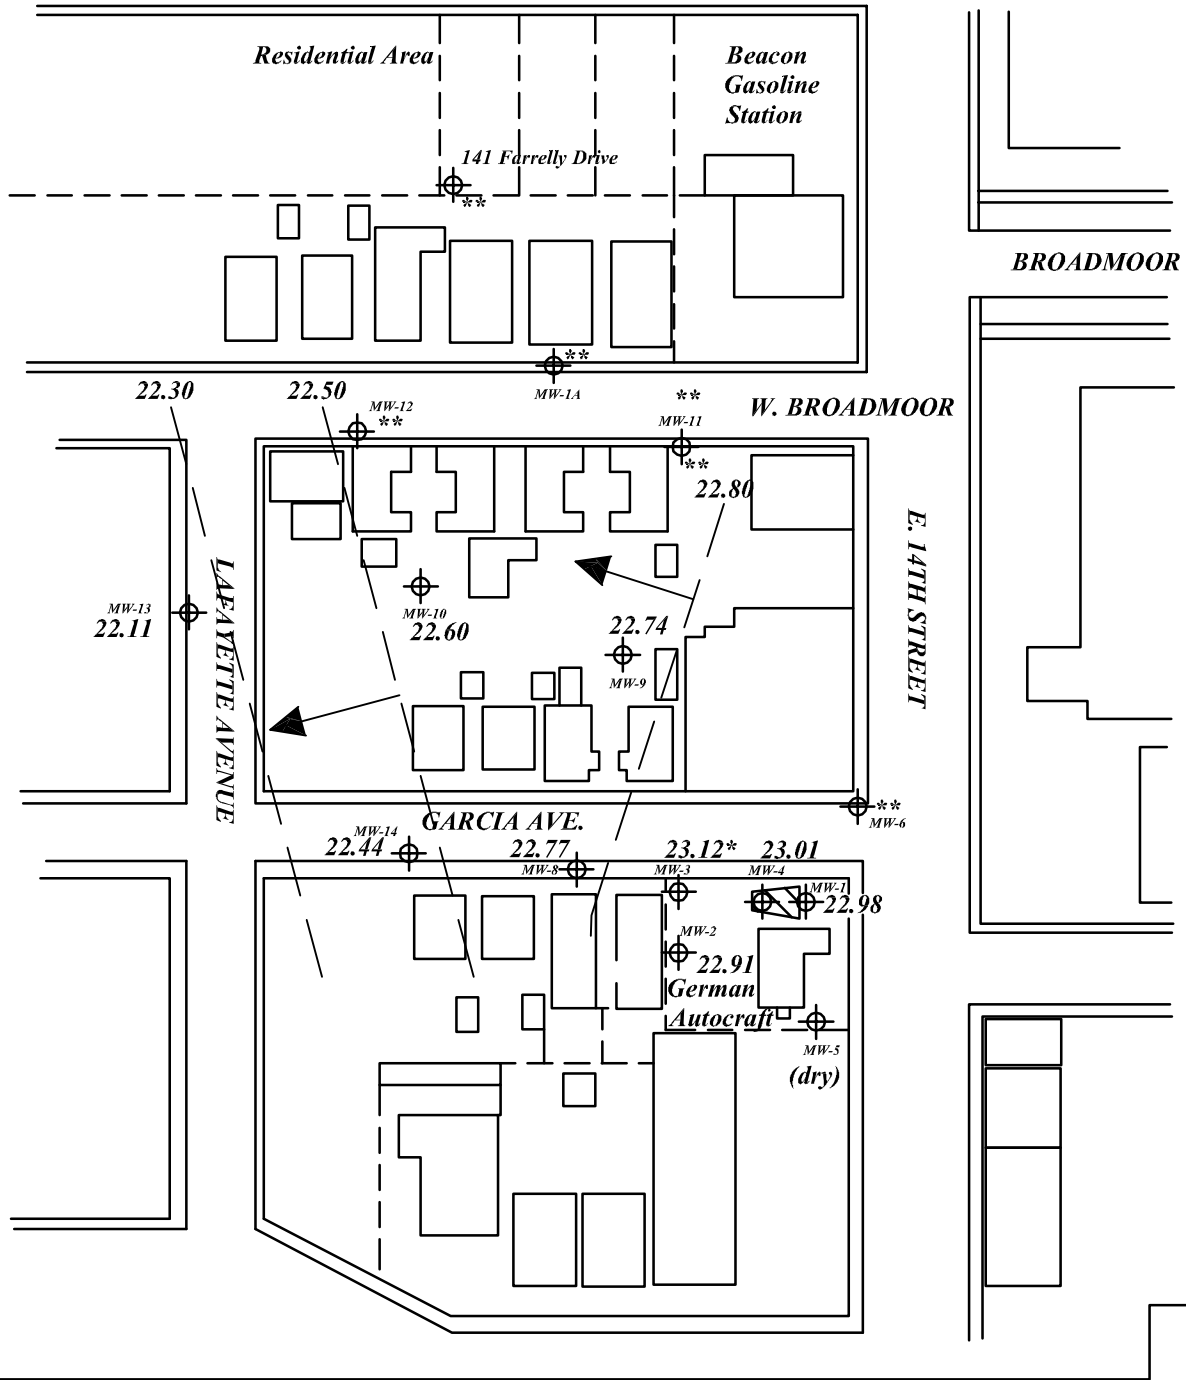 Residential Area
Beacon
Gasoline
Station
141 Farrelly Drive
**
BROADMOOR
**
MW-1A
22.30
22.50
MW-12
**
**
MW-11
**
W. BROADMOOR
22.80
E. 14TH STREET
LAFAYETTE AVENUE
MW-13
22.11
MW-10
22.60
22.74
MW-9
**
MW-6
GARCIA AVE.
MW-14
22.44
22.77
MW-8
23.12*
MW-3
23.01
MW-4
MW-1
22.98
MW-2
22.91
German
Autocraft
MW-5
(dry)